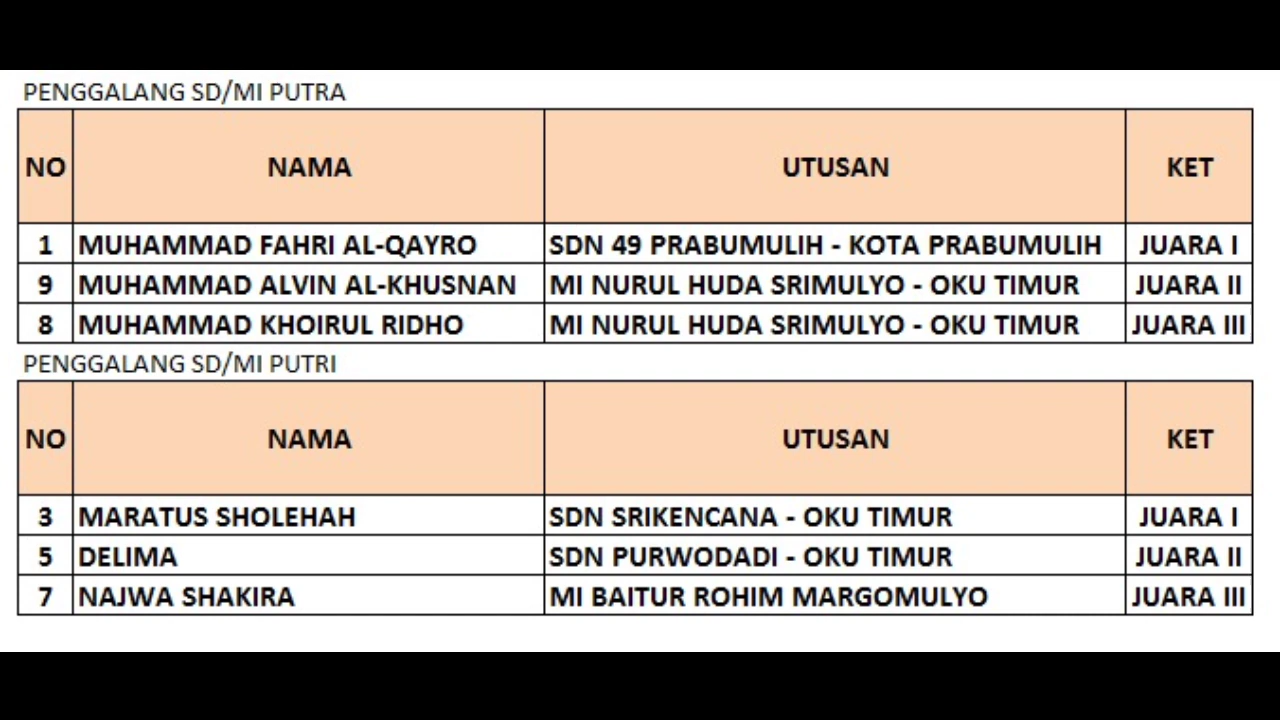 PENGGALANG SD/MI PUTRA
NO NAMA UTUSAN KET
1 MUHAMMAD FAHRI AL-QAYRO SDN 49 PRABUMULIH - KOTA PRABUMULIH JUARA I
9 MUHAMMAD ALVIN AL-KHUSNAN MI NURUL HUDA SRIMULYO - OKU TIMUR JUARA II
8 MUHAMMAD KHOIRUL RIDHO MI NURUL HUDA SRIMULYO - OKU TIMUR JUARA III
PENGGALANG SD/MI PUTRI
NO NAMA UTUSAN KET
3 MARATUS SHOLEHAH SDN SRIKENCANA - OKU TIMUR JUARA I
5 DELIMA SDN PURWODADI - OKU TIMUR JUARA II
7 NAJWA SHAKIRA MI BAITUR ROHIM MARGOMULYO JUARA III